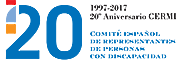 20
1997-2017
20º Aniversario CERMI
COMITÉ ESPAÑOL
DE REPRESENTANTES
DE PERSONAS
CON DISCAPACIDAD